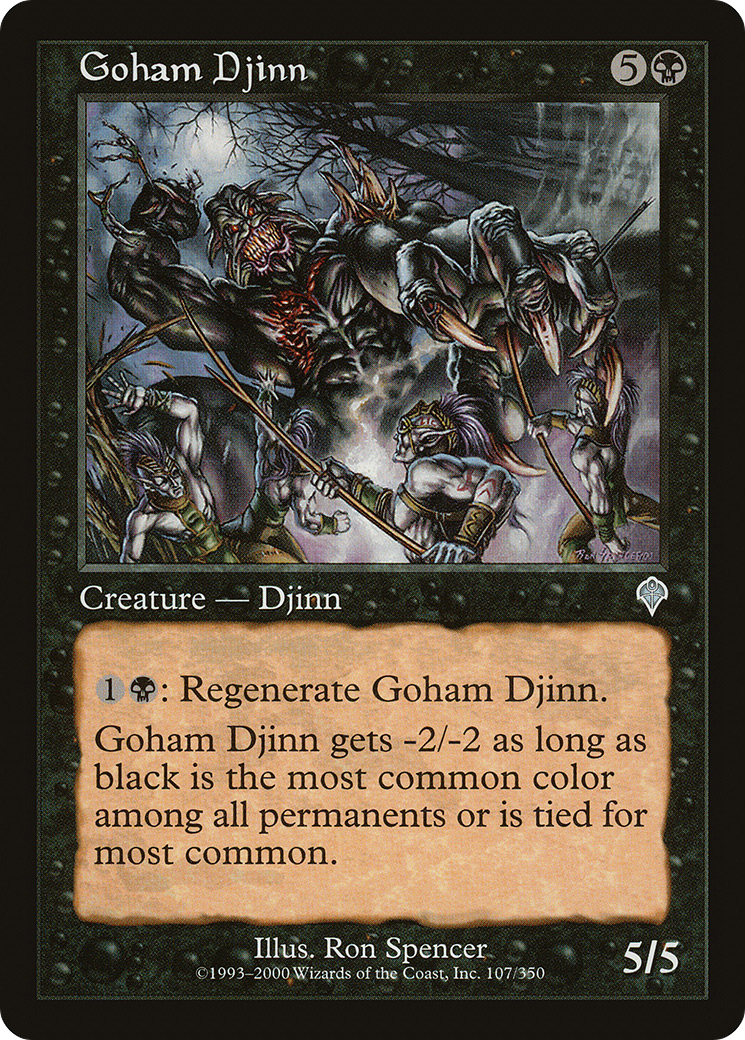 Goham Djinn 5
Creature — Djinn
1: Regenerate Goham Djinn.
Goham Djinn gets -2/-2 as long as
black is the most common color
among all permanents or is tied for
most common.
Illus. Ron Spencer
©1993–2000 Wizards of the Coast, Inc. 107/350
5/5